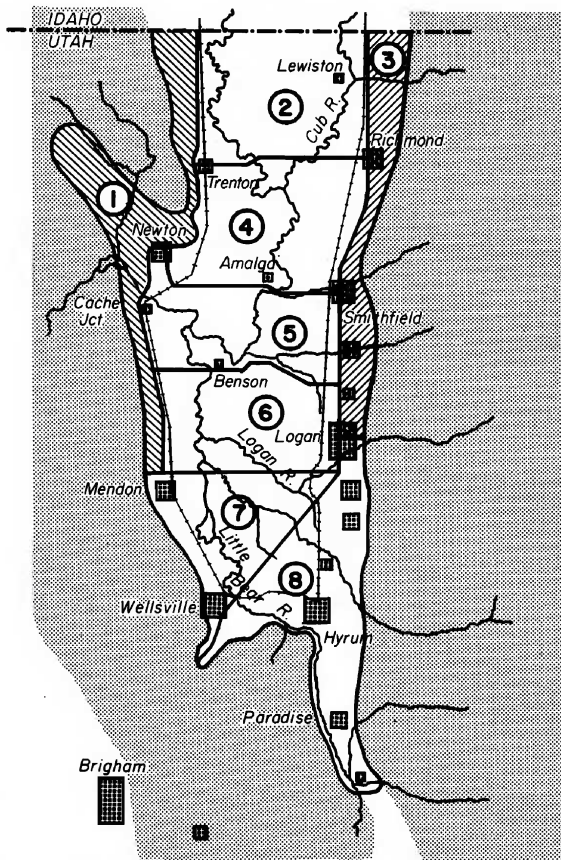 IDAHO
UTAH
3
Lewiston
2
Cub R.
Richmond
Trenton
1
4
Newton
Amalga
Cache
Jct.
Smithfield
5
Benson
6
Logan
Logan R.
Mendon
7
Little
Bear R.
8
Wellsville
Hyrum
Paradise
Brigham